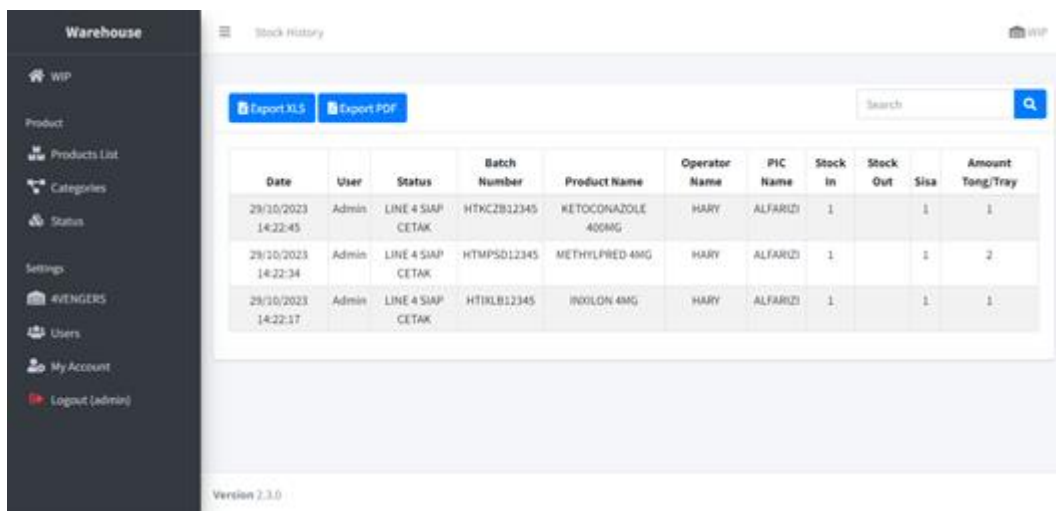 Warehouse
Stock History
WIP
WIP
Product
Products List
Categories
Status
Settings
4VENGERS
Users
My Account
Logout (admin)
Export XLS Export PDF
Search
Date User Status Batch Number Product Name Operator Name PIC Name Stock In Stock Out Sisa Amount Tong/Tray
29/10/2023 14:22:45 Admin LINE 4 SIAP CETAK HTKCZB12345 KETOCONAZOLE 400MG HARY ALFARIZI 1 1 1
29/10/2023 14:22:34 Admin LINE 4 SIAP CETAK HTMPSD12345 METHYLPRED 4MG HARY ALFARIZI 1 1 2
29/10/2023 14:22:17 Admin LINE 4 SIAP CETAK HTIXLB12345 INXILON 4MG HARY ALFARIZI 1 1 1
Version 2.3.0